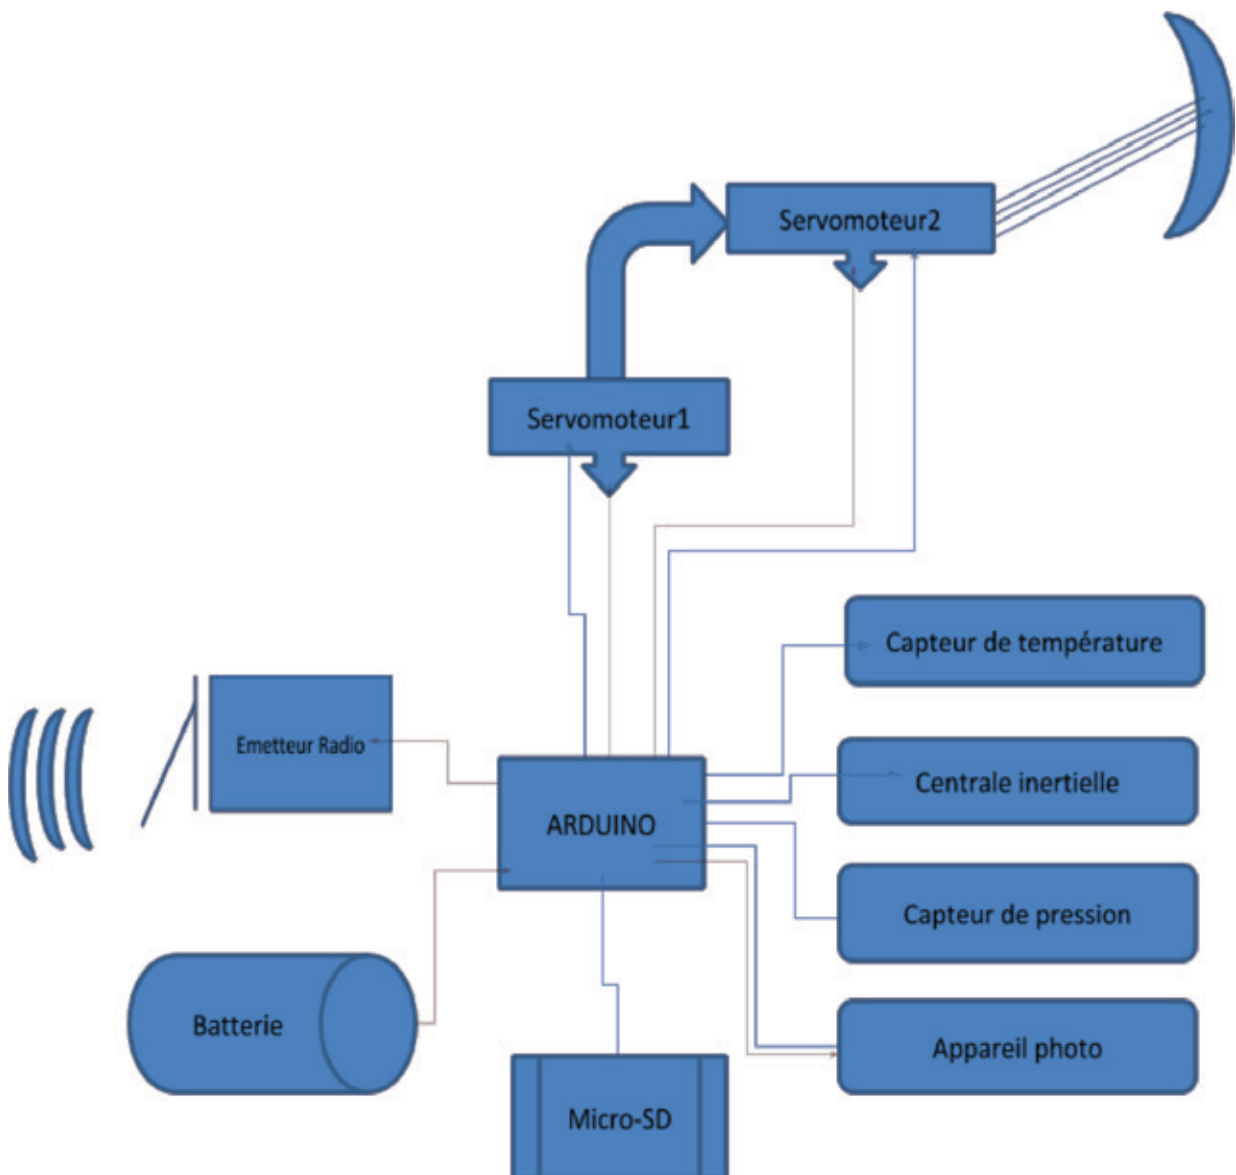 Servomoteur2
Servomoteur1
Capteur de température
Emetteur Radio
Centrale inertielle
ARDUINO
Capteur de pression
Batterie
Appareil photo
Micro-SD